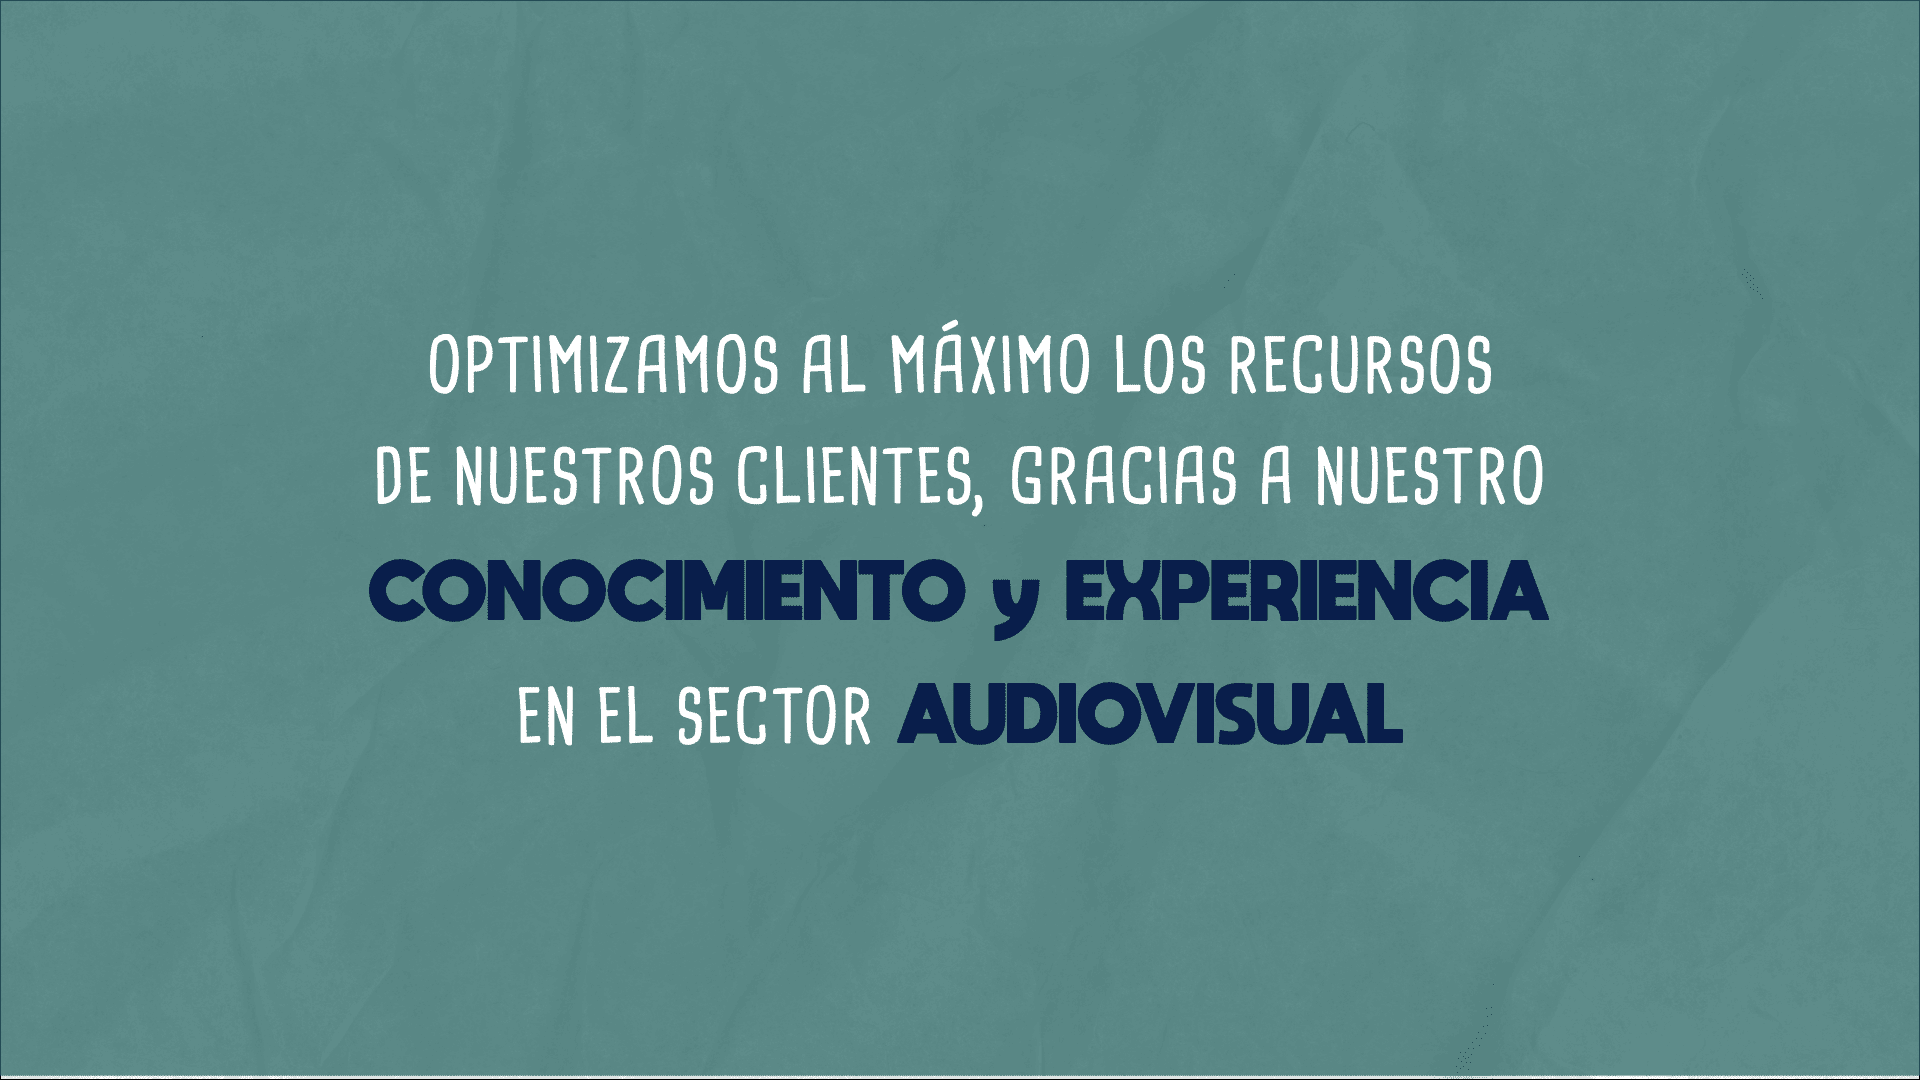 OPTIMIZAMOS AL MÁXIMO LOS RECURSOS
DE NUESTROS CLIENTES, GRACIAS A NUESTRO
CONOCIMIENTO y EXPERIENCIA
EN EL SECTOR AUDIOVISUAL